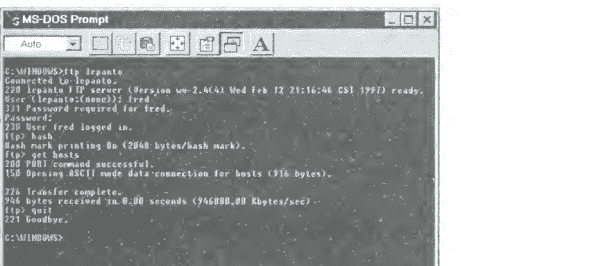 MS-DOS Prompt
Auto
A
C:\WINDOWS>ftp lepanto
Connected to lepanto.
220 lepanto FTP server (Version wu-2.4(4) Wed Feb 12 21:16:46 CST 1997) ready.
User (lepanto:(none)): fred
331 Password required for fred.
Password:
230 User fred logged in.
ftp> hash
Hash mark printing On (2048 bytes/hash mark).
ftp> get hosts
200 PORT command successful.
150 Opening ASCII mode data connection for hosts (916 bytes).
226 Transfer complete.
946 bytes received in 0.00 seconds (946000.00 Kbytes/sec)
ftp> quit
221 Goodbye.
C:\WINDOWS>